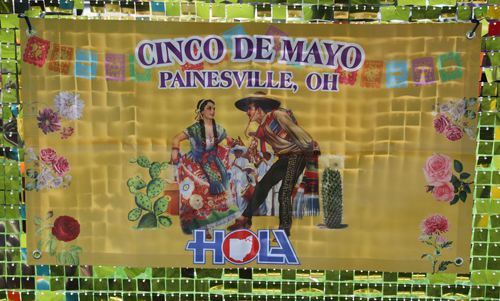 CINCO DE MAYO
PAINESVILLE, OH
HOLA